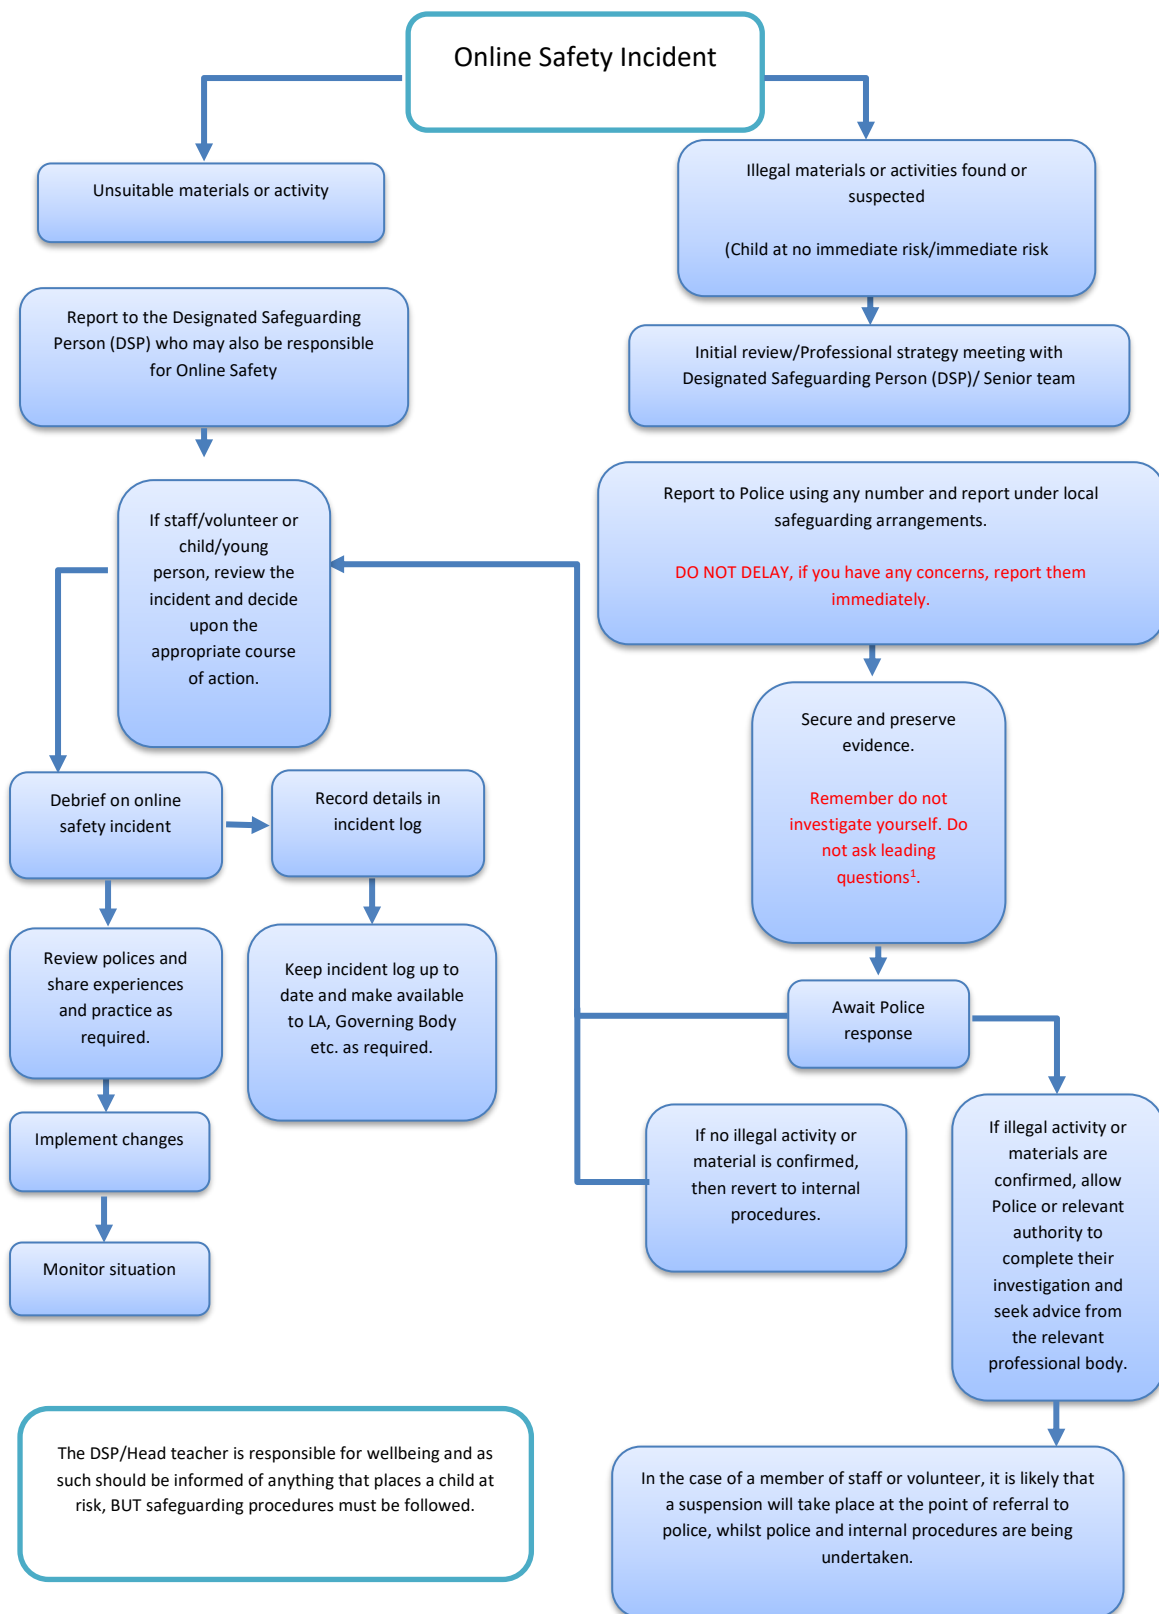 Online Safety Incident
Unsuitable materials or activity
Illegal materials or activities found or
suspected
(Child at no immediate risk/immediate risk
Report to the Designated Safeguarding
Person (DSP) who may also be responsible
for Online Safety
Initial review/Professional strategy meeting with
Designated Safeguarding Person (DSP)/ Senior team
Report to Police using any number and report under local
safeguarding arrangements.
DO NOT DELAY, if you have any concerns, report them
immediately.
If staff/volunteer or
child/young
person, review the
incident and decide
upon the
appropriate course
of action.
Secure and preserve
evidence.
Remember do not
investigate yourself. Do
not ask leading
questions¹.
Debrief on online
safety incident
Record details in
incident log
Review polices and
share experiences
and practice as
required.
Keep incident log up to
date and make available
to LA, Governing Body
etc. as required.
Await Police
response
Implement changes
If no illegal activity or
material is confirmed,
then revert to internal
procedures.
If illegal activity or
materials are
confirmed, allow
Police or relevant
authority to
complete their
investigation and
seek advice from
the relevant
professional body.
Monitor situation
The DSP/Head teacher is responsible for wellbeing and as
such should be informed of anything that places a child at
risk, BUT safeguarding procedures must be followed.
In the case of a member of staff or volunteer, it is likely that
a suspension will take place at the point of referral to
police, whilst police and internal procedures are being
undertaken.